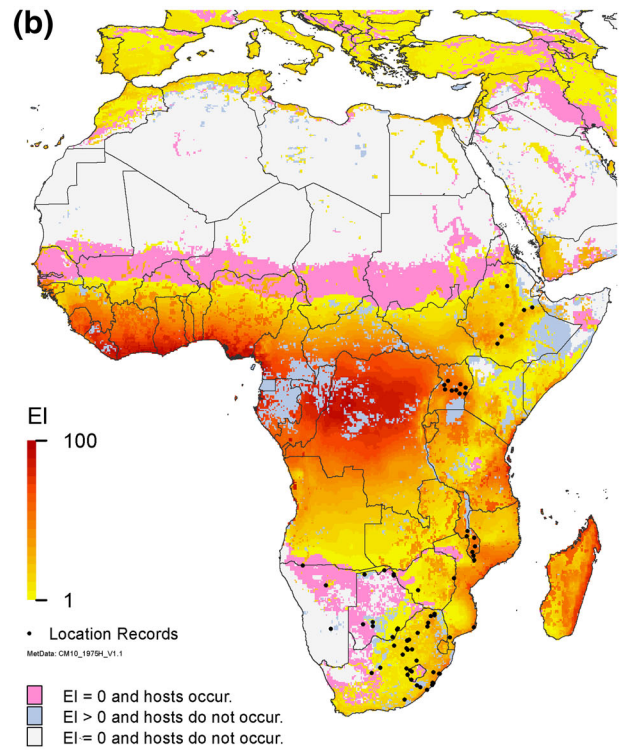 (b)
EI
100
1
• Location Records
MetData: CM10_1975H_V1.1
EI = 0 and hosts occur.
EI > 0 and hosts do not occur.
EI = 0 and hosts do not occur.